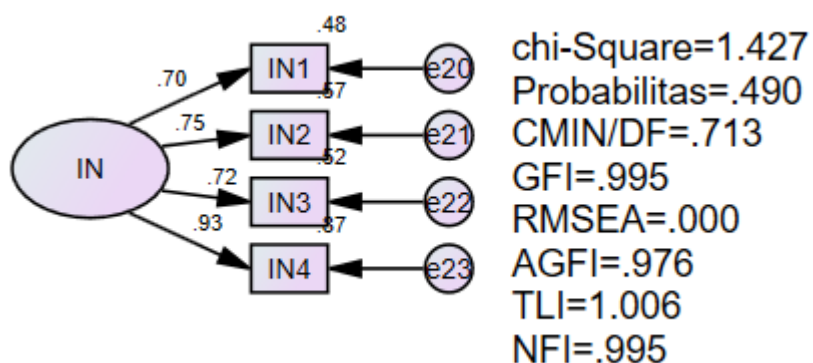 .48
.70
IN1
e20
.57
.75
IN2
e21
.52
IN
.72
IN3
e22
.87
.93
IN4
e23
chi-Square=1.427
Probabilitas=.490
CMIN/DF=.713
GFI=.995
RMSEA=.000
AGFI=.976
TLI=1.006
NFI=.995